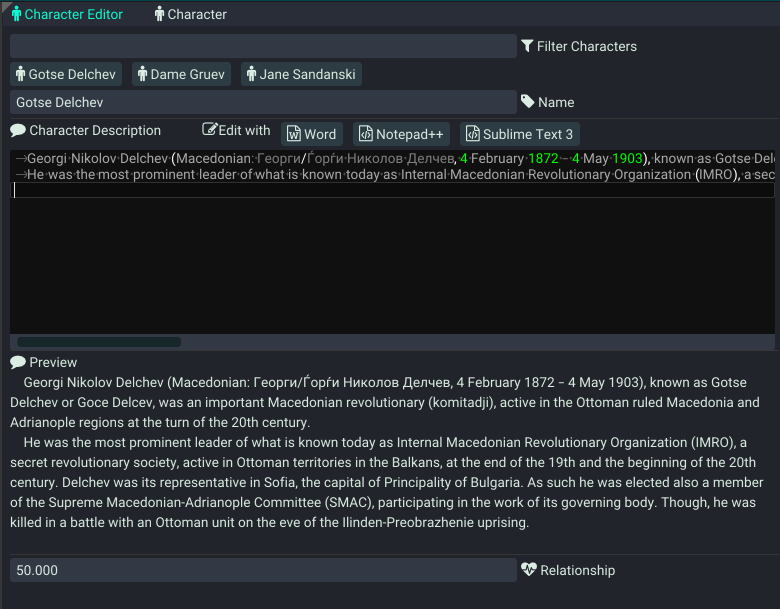 Character Editor Character
Filter Characters
Gotse Delchev Dame Gruev Jane Sandanski
Gotse Delchev Name
Character Description Edit with Word Notepad++ Sublime Text 3
Georgi Nikolov Delchev (Macedonian: Георги/Ѓорѓи Николов Делчев, 4 February 1872 – 4 May 1903), known as Gotse
He was the most prominent leader of what is known today as Internal Macedonian Revolutionary Organization (IMRO), a
Preview
Georgi Nikolov Delchev (Macedonian: Георги/Ѓорѓи Николов Делчев, 4 February 1872 – 4 May 1903), known as Gotse
Delchev or Goce Delcev, was an important Macedonian revolutionary (komitadji), active in the Ottoman ruled Macedonia and
Adrianople regions at the turn of the 20th century.
He was the most prominent leader of what is known today as Internal Macedonian Revolutionary Organization (IMRO), a
secret revolutionary society, active in Ottoman territories in the Balkans, at the end of the 19th and the beginning of the 20th
century. Delchev was its representative in Sofia, the capital of Principality of Bulgaria. As such he was elected also a member
of the Supreme Macedonian-Adrianople Committee (SMAC), participating in the work of its governing body. Though, he was
killed in a battle with an Ottoman unit on the eve of the Ilinden-Preobrazhenie uprising.
50.000 Relationship